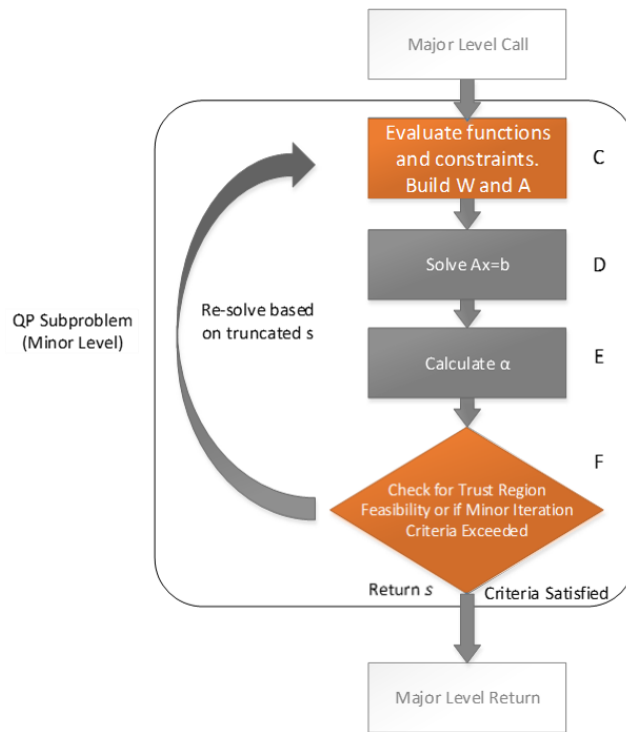 Major Level Call
Evaluate functions
and constraints.
Build W and A
C
Solve Ax=b
D
QP Subproblem
(Minor Level)
Re-solve based
on truncated s
Calculate α
E
F
Check for Trust Region
Feasibility or if Minor Iteration
Criteria Exceeded
Return s
Criteria Satisfied
Major Level Return